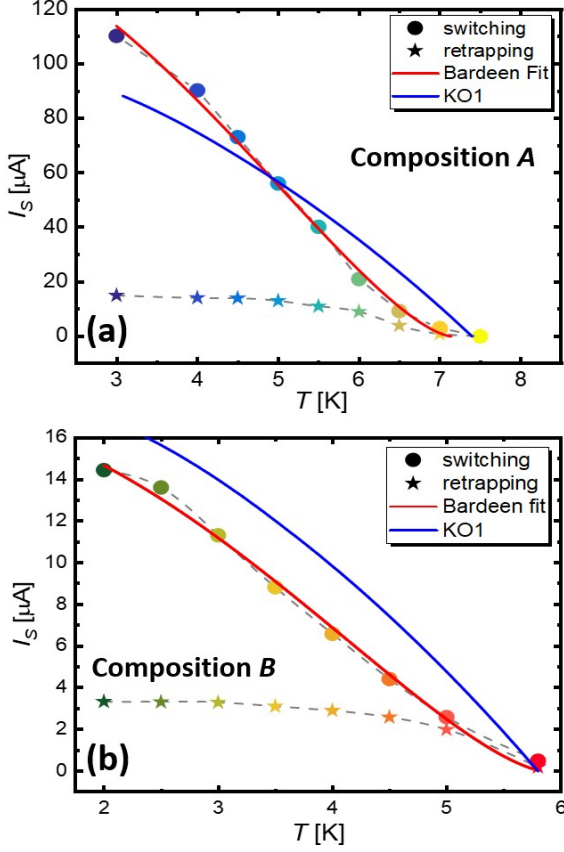 120
100
80
60
40
20
0
I_S [µA]
switching
retrapping
Bardeen Fit
KO1
Composition A
(a)
3 4 5 6 7 8
T [K]
16
14
12
10
8
6
4
2
0
I_S [µA]
switching
retrapping
Bardeen fit
KO1
Composition B
(b)
2 3 4 5 6
T [K]